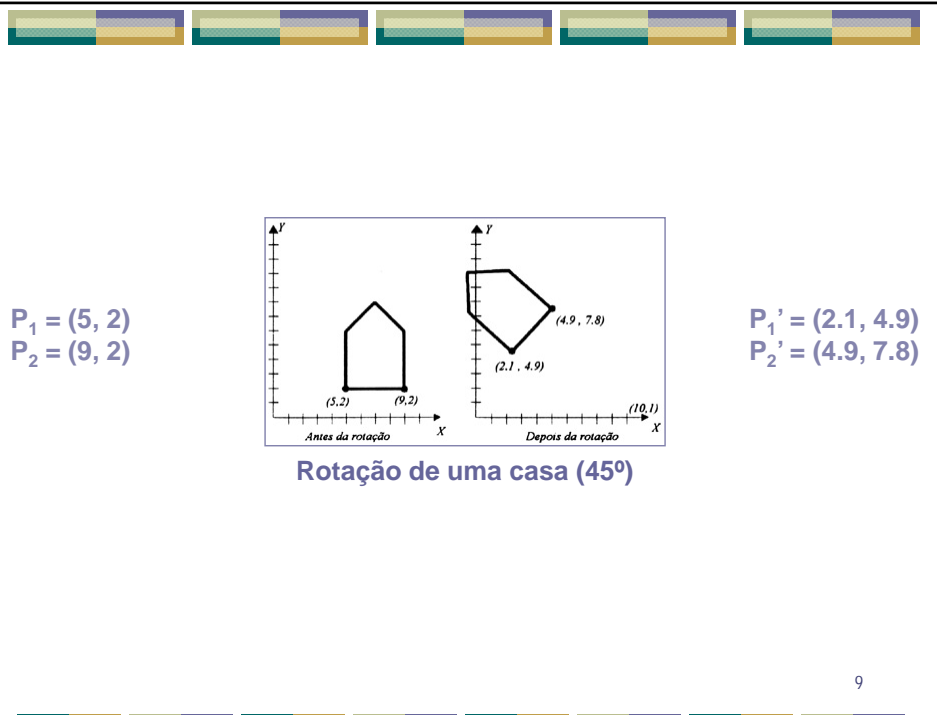 P1 = (5, 2)
P2 = (9, 2)
Y
(5,2)
(9,2)
X
Antes da rotação
Y
(4.9 , 7.8)
(2.1 , 4.9)
(10,1)
X
Depois da rotação
P1’ = (2.1, 4.9)
P2’ = (4.9, 7.8)
Rotação de uma casa (45º)
9